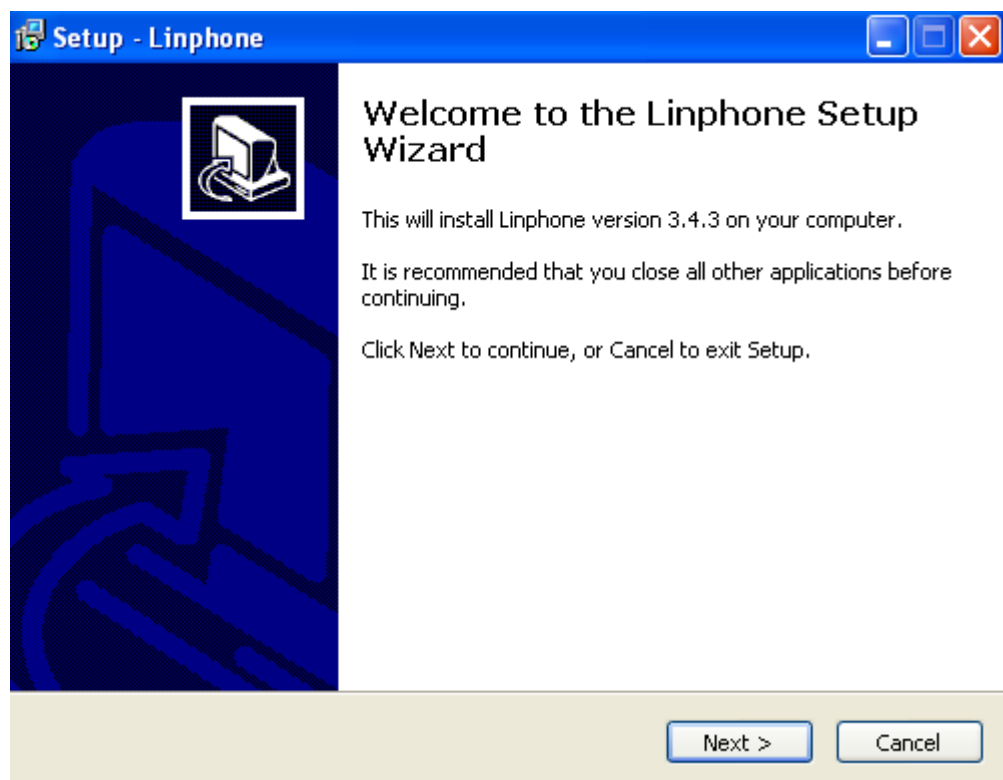 Setup - Linphone
Welcome to the Linphone Setup
Wizard
This will install Linphone version 3.4.3 on your computer.
It is recommended that you close all other applications before
continuing.
Click Next to continue, or Cancel to exit Setup.
Next >
Cancel